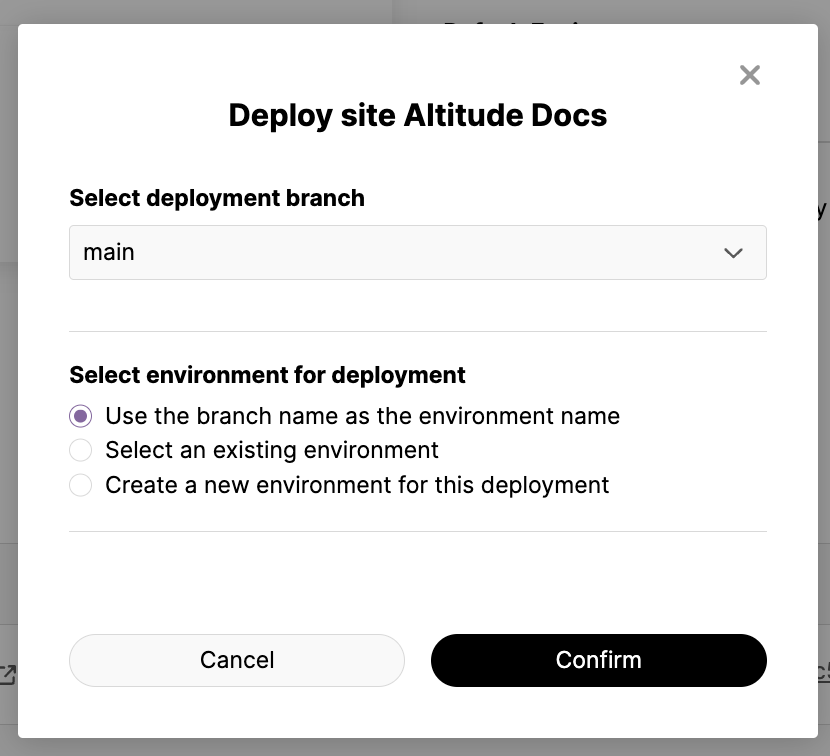 Deploy site Altitude Docs
Select deployment branch
main
Select environment for deployment
Use the branch name as the environment name
Select an existing environment
Create a new environment for this deployment
Cancel
Confirm